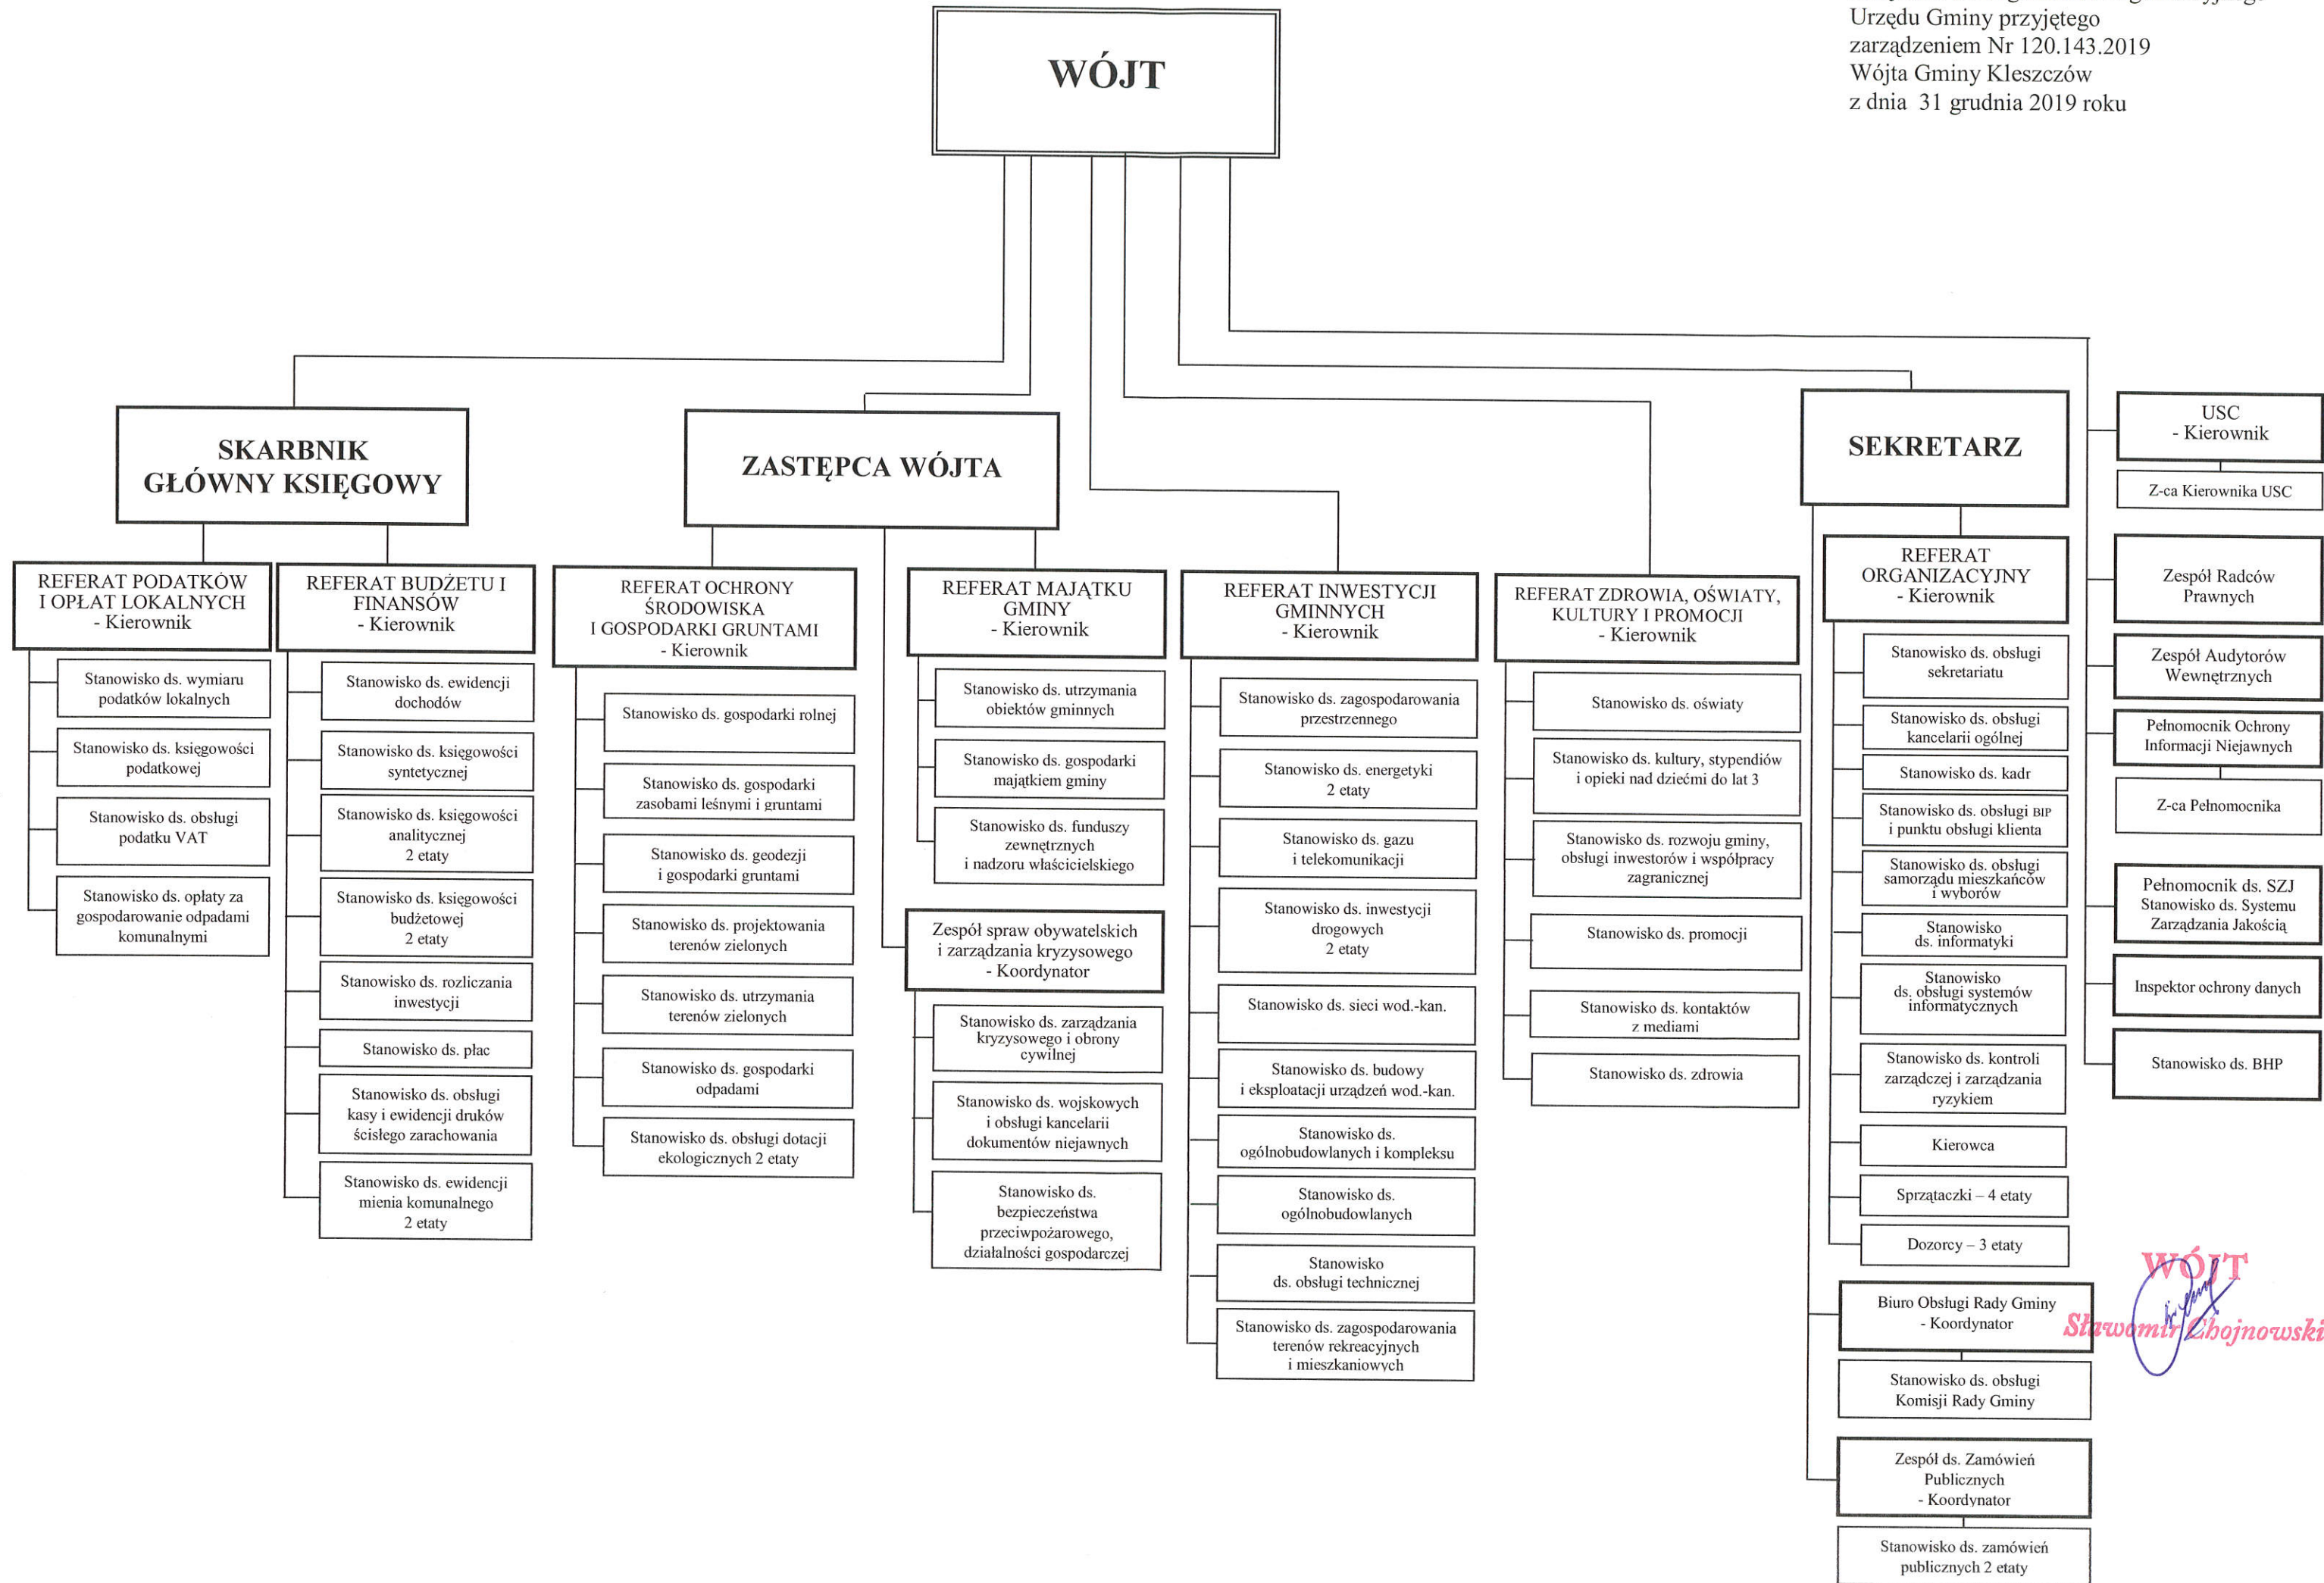 Urzędu Gminy przyjętego
zarządzeniem Nr 120.143.2019
Wójta Gminy Kleszczów
z dnia 31 grudnia 2019 roku
WÓJT
SKARBNIK
GŁÓWNY KSIĘGOWY
ZASTĘPCA WÓJTA
SEKRETARZ
USC
- Kierownik
Z-ca Kierownika USC
REFERAT PODATKÓW
I OPŁAT LOKALNYCH
- Kierownik
Stanowisko ds. wymiaru
podatków lokalnych
Stanowisko ds. księgowości
podatkowej
Stanowisko ds. obsługi
podatku VAT
Stanowisko ds. opłaty za
gospodarowanie odpadami
komunalnymi
REFERAT BUDŻETU I
FINANSÓW
- Kierownik
Stanowisko ds. ewidencji
dochodów
Stanowisko ds. księgowości
syntetycznej
Stanowisko ds. księgowości
analitycznej
2 etaty
Stanowisko ds. księgowości
budżetowej
2 etaty
Stanowisko ds. rozliczania
inwestycji
Stanowisko ds. płac
Stanowisko ds. obsługi
kasy i ewidencji druków
ścisłego zarachowania
Stanowisko ds. ewidencji
mienia komunalnego
2 etaty
REFERAT OCHRONY
ŚRODOWISKA
I GOSPODARKI GRUNTAMI
- Kierownik
Stanowisko ds. gospodarki rolnej
Stanowisko ds. gospodarki
zasobami leśnymi i gruntami
Stanowisko ds. geodezji
i gospodarki gruntami
Stanowisko ds. projektowania
terenów zielonych
Stanowisko ds. utrzymania
terenów zielonych
Stanowisko ds. gospodarki
odpadami
Stanowisko ds. obsługi dotacji
ekologicznych 2 etaty
REFERAT MAJĄTKU
GMINY
- Kierownik
Stanowisko ds. utrzymania
obiektów gminnych
Stanowisko ds. gospodarki
majątkiem gminy
Stanowisko ds. funduszy
zewnętrznych
i nadzoru właścicielskiego
Zespół spraw obywatelskich
i zarządzania kryzysowego
- Koordynator
Stanowisko ds. zarządzania
kryzysowego i obrony
cywilnej
Stanowisko ds. wojskowych
i obsługi kancelarii
dokumentów niejawnych
Stanowisko ds.
bezpieczeństwa
przeciwpożarowego,
działalności gospodarczej
REFERAT INWESTYCJI
GMINNYCH
- Kierownik
Stanowisko ds. zagospodarowania
przestrzennego
Stanowisko ds. energetyki
2 etaty
Stanowisko ds. gazu
i telekomunikacji
Stanowisko ds. inwestycji
drogowych
2 etaty
Stanowisko ds. sieci wod.-kan.
Stanowisko ds. budowy
i eksploatacji urządzeń wod.-kan.
Stanowisko ds.
ogólnobudowlanych i kompleksu
Stanowisko ds.
ogólnobudowlanych
Stanowisko
ds. obsługi technicznej
Stanowisko ds. zagospodarowania
terenów rekreacyjnych
i mieszkaniowych
REFERAT ZDROWIA, OŚWIATY,
KULTURY I PROMOCJI
- Kierownik
Stanowisko ds. oświaty
Stanowisko ds. kultury, stypendiów
i opieki nad dziećmi do lat 3
Stanowisko ds. rozwoju gminy,
obsługi inwestorów i współpracy
zagranicznej
Stanowisko ds. promocji
Stanowisko ds. kontaktów
z mediami
Stanowisko ds. zdrowia
REFERAT
ORGANIZACYJNY
- Kierownik
Stanowisko ds. obsługi
sekretariatu
Stanowisko ds. obsługi
kancelarii ogólnej
Stanowisko ds. kadr
Stanowisko ds. obsługi BIP
i punktu obsługi klienta
Stanowisko ds. obsługi
samorządu mieszkańców
i wyborów
Stanowisko
ds. informatyki
Stanowisko
ds. obsługi systemów
informatycznych
Stanowisko ds. kontroli
zarządczej i zarządzania
ryzykiem
Kierowca
Sprzątaczki – 4 etaty
Dozorcy – 3 etaty
Biuro Obsługi Rady Gminy
- Koordynator
Stanowisko ds. obsługi
Komisji Rady Gminy
Zespól ds. Zamówień
Publicznych
- Koordynator
Stanowisko ds. zamówień
publicznych 2 etaty
Zespół Radców
Prawnych
Zespół Audytorów
Wewnętrznych
Pełnomocnik Ochrony
Informacji Niejawnych
Z-ca Pełnomocnika
Pełnomocnik ds. SZJ
Stanowisko ds. Systemu
Zarządzania Jakością
Inspektor ochrony danych
Stanowisko ds. BHP
WÓJT
Sławomir Chojnowski